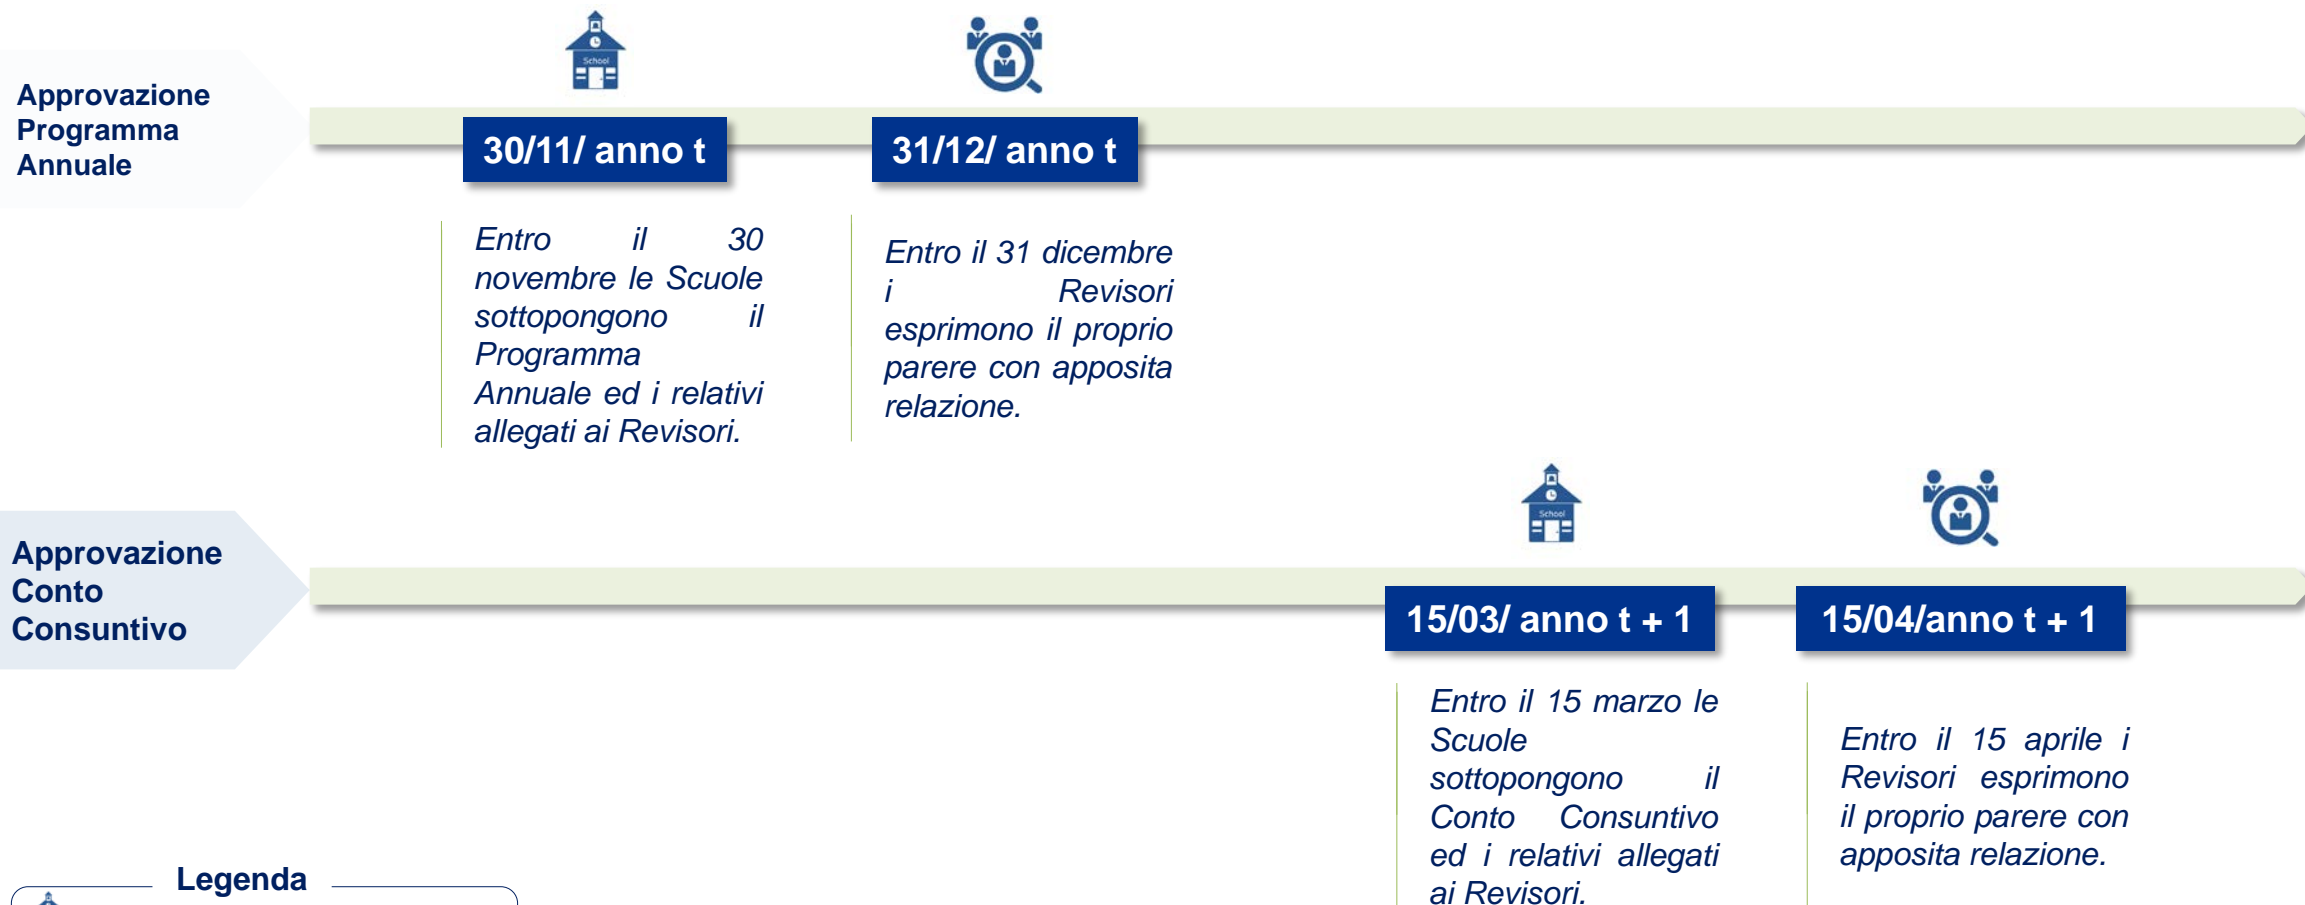 School
Approvazione
Programma
Annuale
30/11/ anno t
31/12/ anno t
Entro il 30
novembre le Scuole
sottopongono il
Programma
Annuale ed i relativi
allegati ai Revisori.
Entro il 31 dicembre
i Revisori
esprimono il proprio
parere con apposita
relazione.
School
Approvazione
Conto
Consuntivo
15/03/ anno t + 1
15/04/anno t + 1
Entro il 15 marzo le
Scuole
sottopongono il
Conto Consuntivo
ed i relativi allegati
ai Revisori.
Entro il 15 aprile i
Revisori esprimono
il proprio parere con
apposita relazione.
Legenda